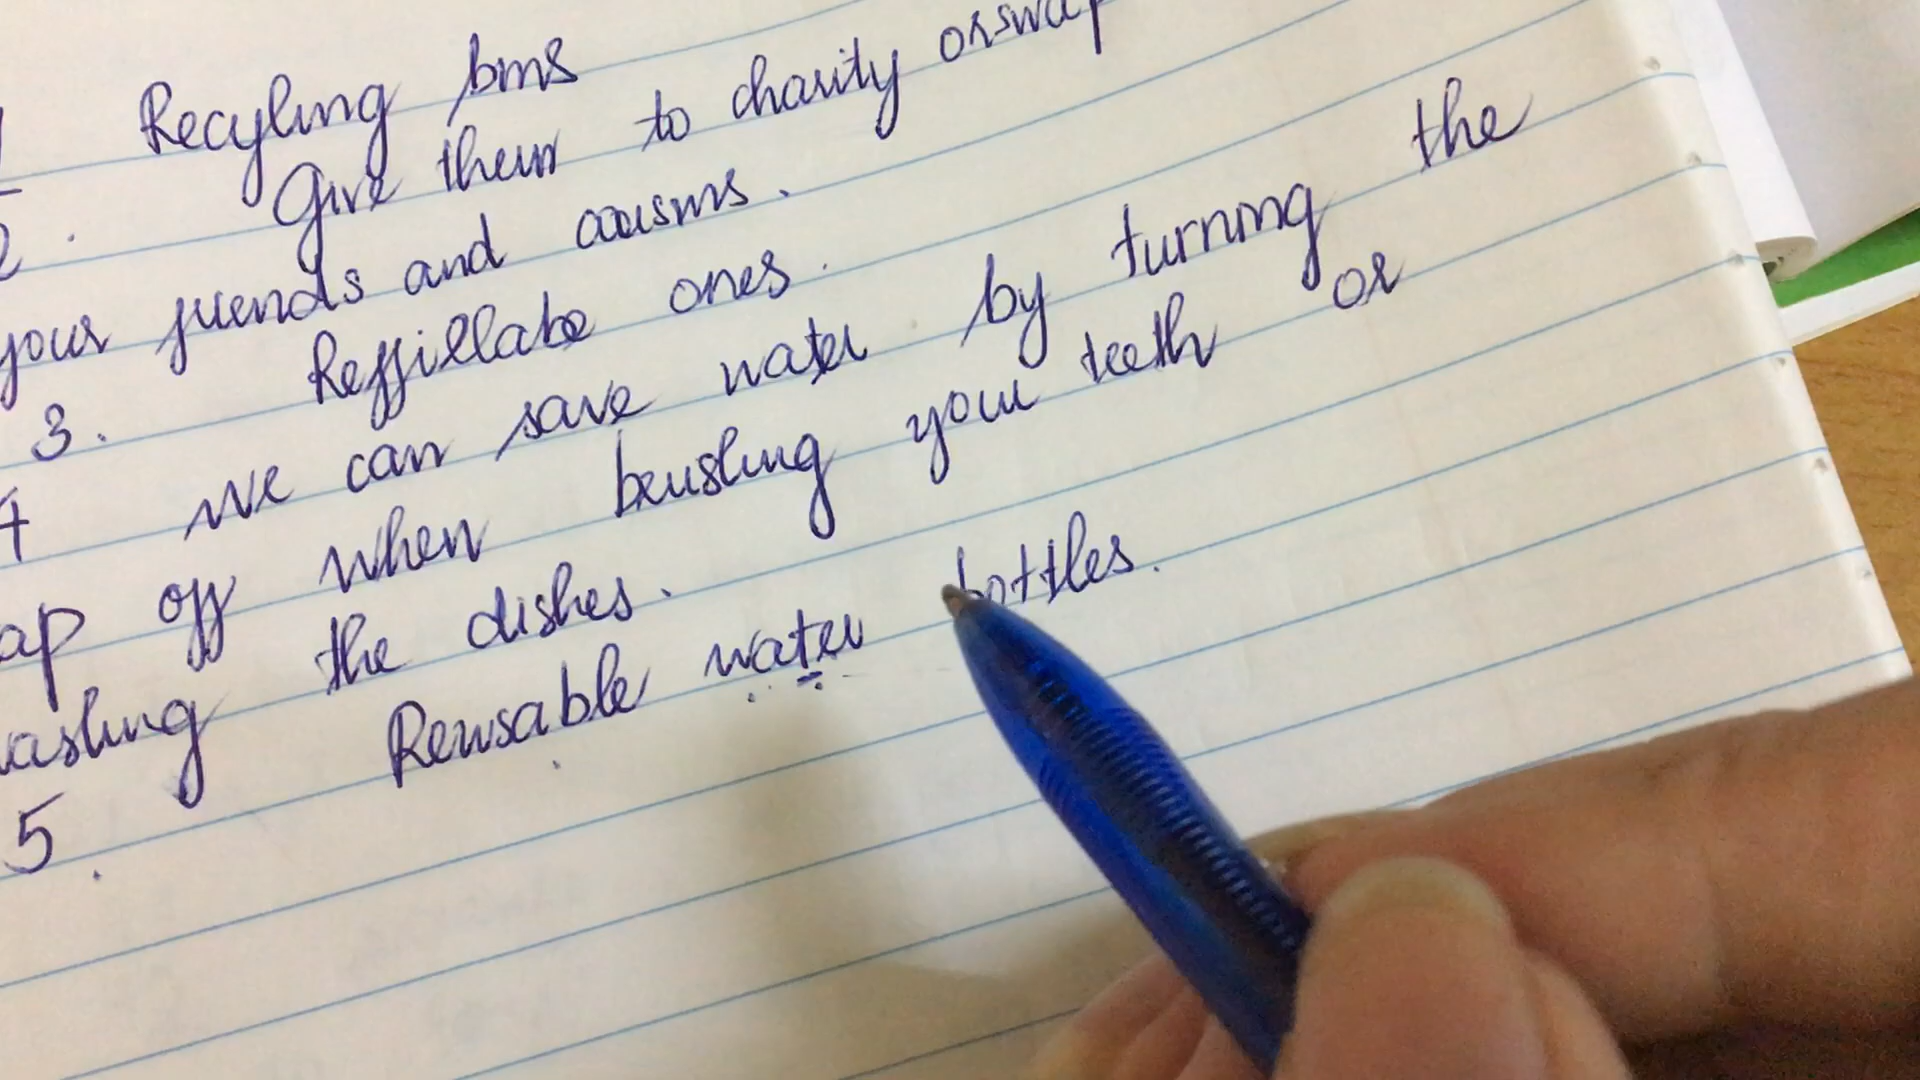 1 Recyling bins
2. Give them to charity or swap
your friends and cousins.
3. Reffillabe ones.
4 We can save water by turning the
ap off when brushing your teeth or
ashing the dishes.
5. Reusable water bottles.